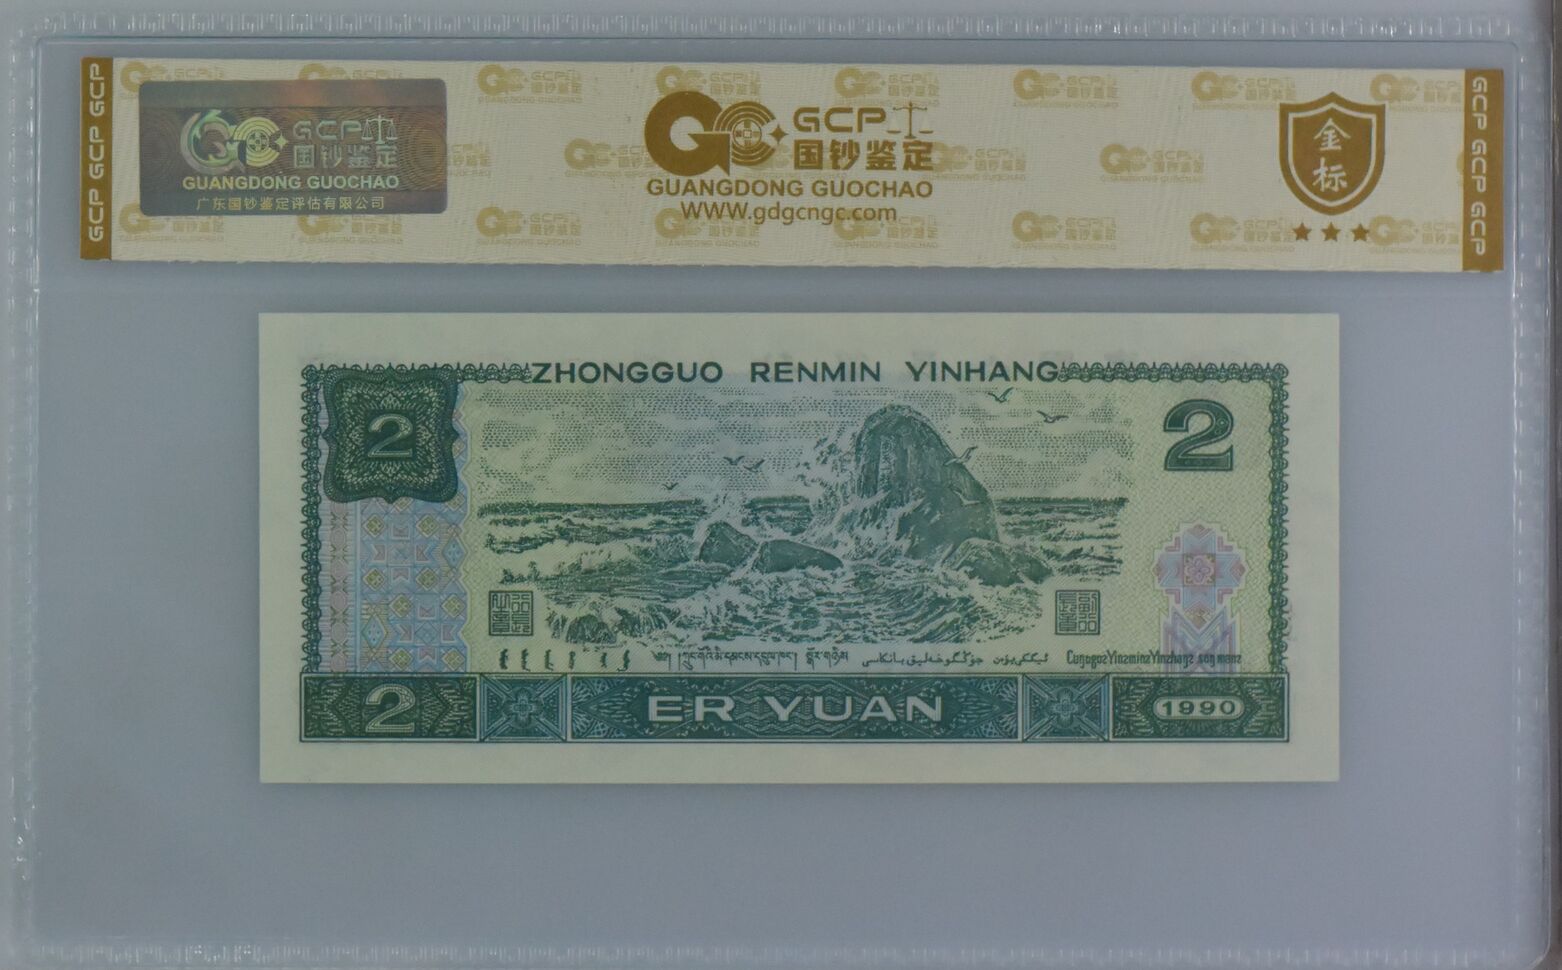 GCP GCP GCP
GCP
国钞鉴定
GUANGDONG GUOCHAO
广东国钞鉴定评估有限公司
GCP
国钞鉴定
GUANGDONG GUOCHAO
WWW.gdgcngc.com
金
标
GCP GCP GCP
ZHONGGUO RENMIN YINHANG
2
2
2
ER YUAN
1990